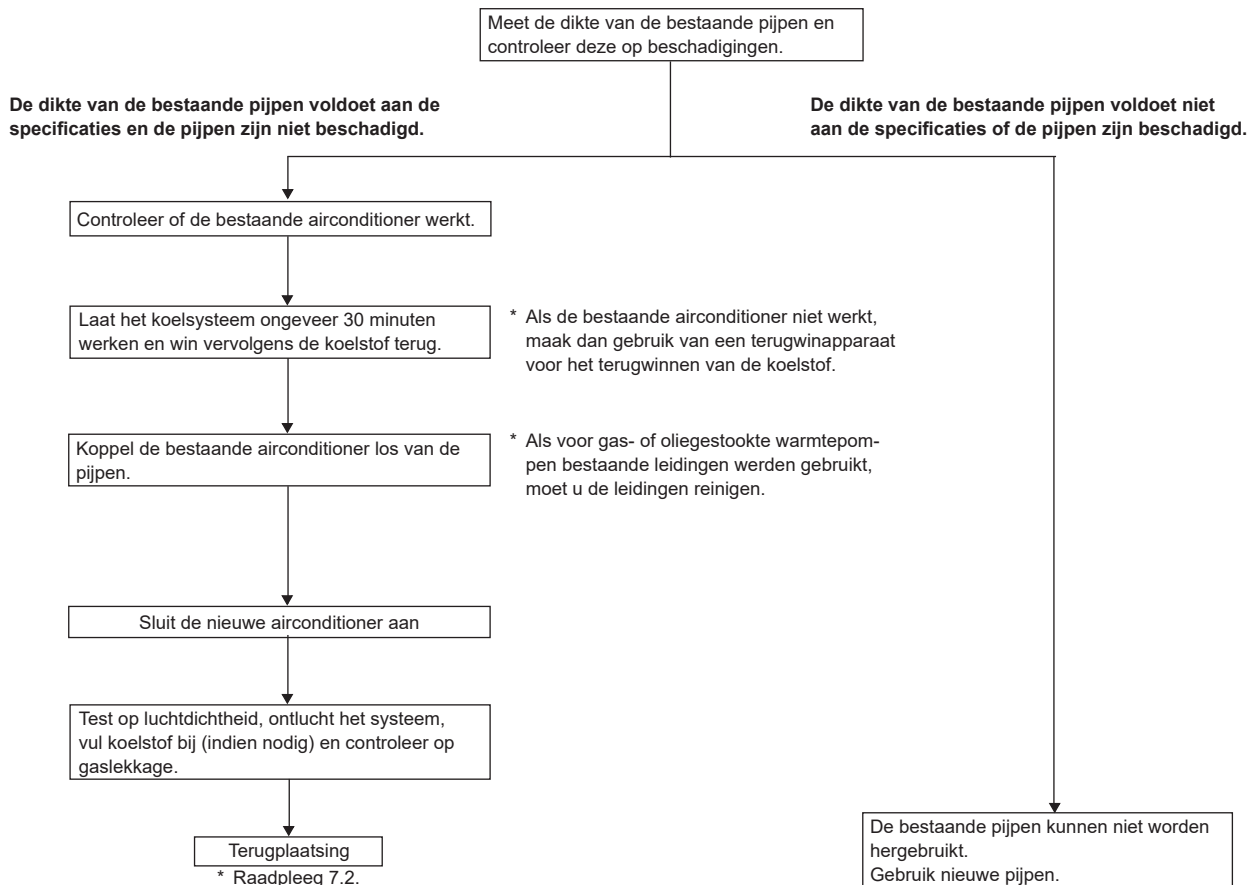 Meet de dikte van de bestaande pijpen en
controleer deze op beschadigingen.
De dikte van de bestaande pijpen voldoet aan de
specificaties en de pijpen zijn niet beschadigd.
De dikte van de bestaande pijpen voldoet niet
aan de specificaties of de pijpen zijn beschadigd.
Controleer of de bestaande airconditioner werkt.
Laat het koelsysteem ongeveer 30 minuten
werken en win vervolgens de koelstof terug.
* Als de bestaande airconditioner niet werkt,
maak dan gebruik van een terugwinapparaat
voor het terugwinnen van de koelstof.
Koppel de bestaande airconditioner los van de
pijpen.
* Als voor gas- of oliegestookte warmtepom-
pen bestaande leidingen werden gebruikt,
moet u de leidingen reinigen.
Sluit de nieuwe airconditioner aan
Test op luchtdichtheid, ontlucht het systeem,
vul koelstof bij (indien nodig) en controleer op
gaslekkage.
Terugplaatsing
* Raadpleeg 7.2.
De bestaande pijpen kunnen niet worden
hergebruikt.
Gebruik nieuwe pijpen.